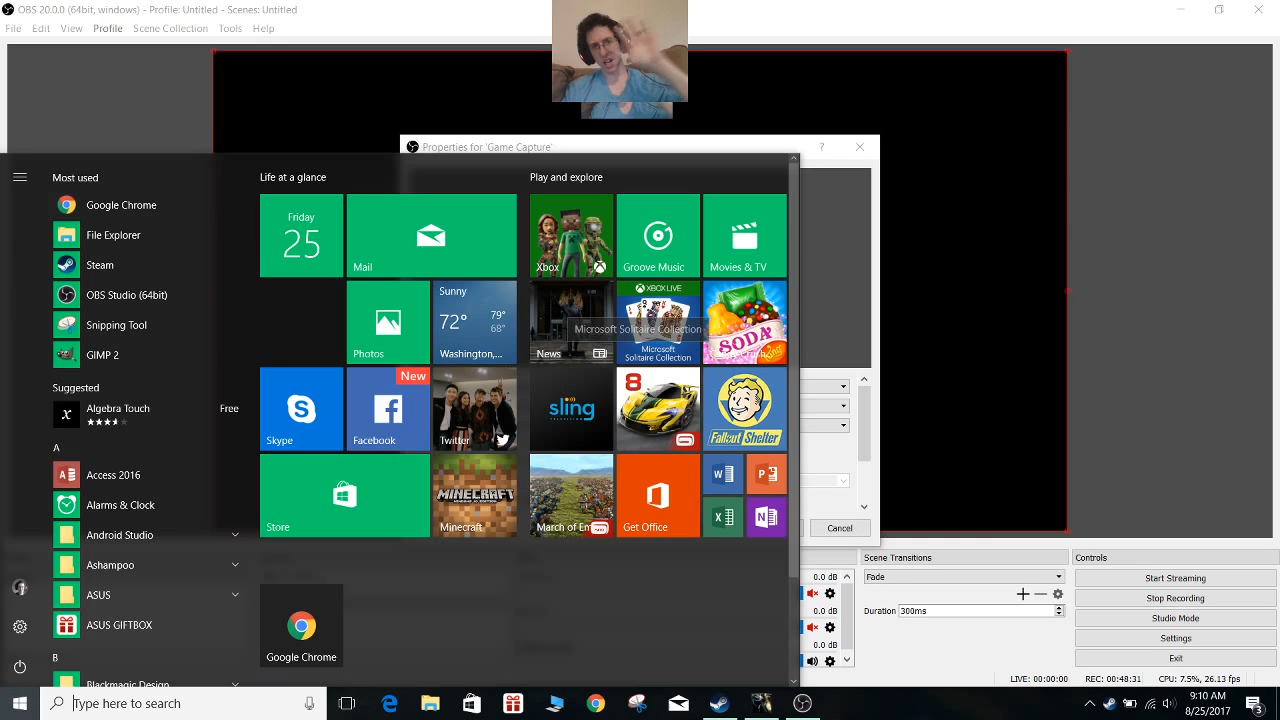 OBS 20.0.0 (64bit, windows) - Profile: Untitled - Scenes: Untitled
File Edit View Profile Scene Collection Tools Help
Properties for 'Game Capture'
Most used
Google Chrome
File Explorer
Steam
OBS Studio (64bit)
Snipping Tool
GIMP 2
Suggested
Algebra Touch Free
A
Access 2016
Alarms & Clock
Android Studio
Ashampoo
ASUS
ASUS GIFTBOX
B
Blackmagic Design
Life at a glance
Friday
25
Mail
Photos
Sunny
72° 79°
68°
Washington,...
Skype
New
Facebook
Twitter
Store
MINECRAFT
Minecraft
Google Chrome
Play and explore
Xbox
Groove Music
Movies & TV
News
XBOX LIVE
Microsoft Solitaire Collection
Microsoft
Solitaire Collection
SODA
sling
8
Fallout Shelter
March of Em
Get Office
Cancel
0.0 dB
0.0 dB
0.0 dB
Scene Transitions
Fade
Duration 300ms
Controls
Start Streaming
Stop Recording
Studio Mode
Settings
Exit
LIVE: 00:00:00 REC: 00:48:31 CPU: 7.5%, 26.13 fps
Type here to search
9:10 AM
8/25/2017
3